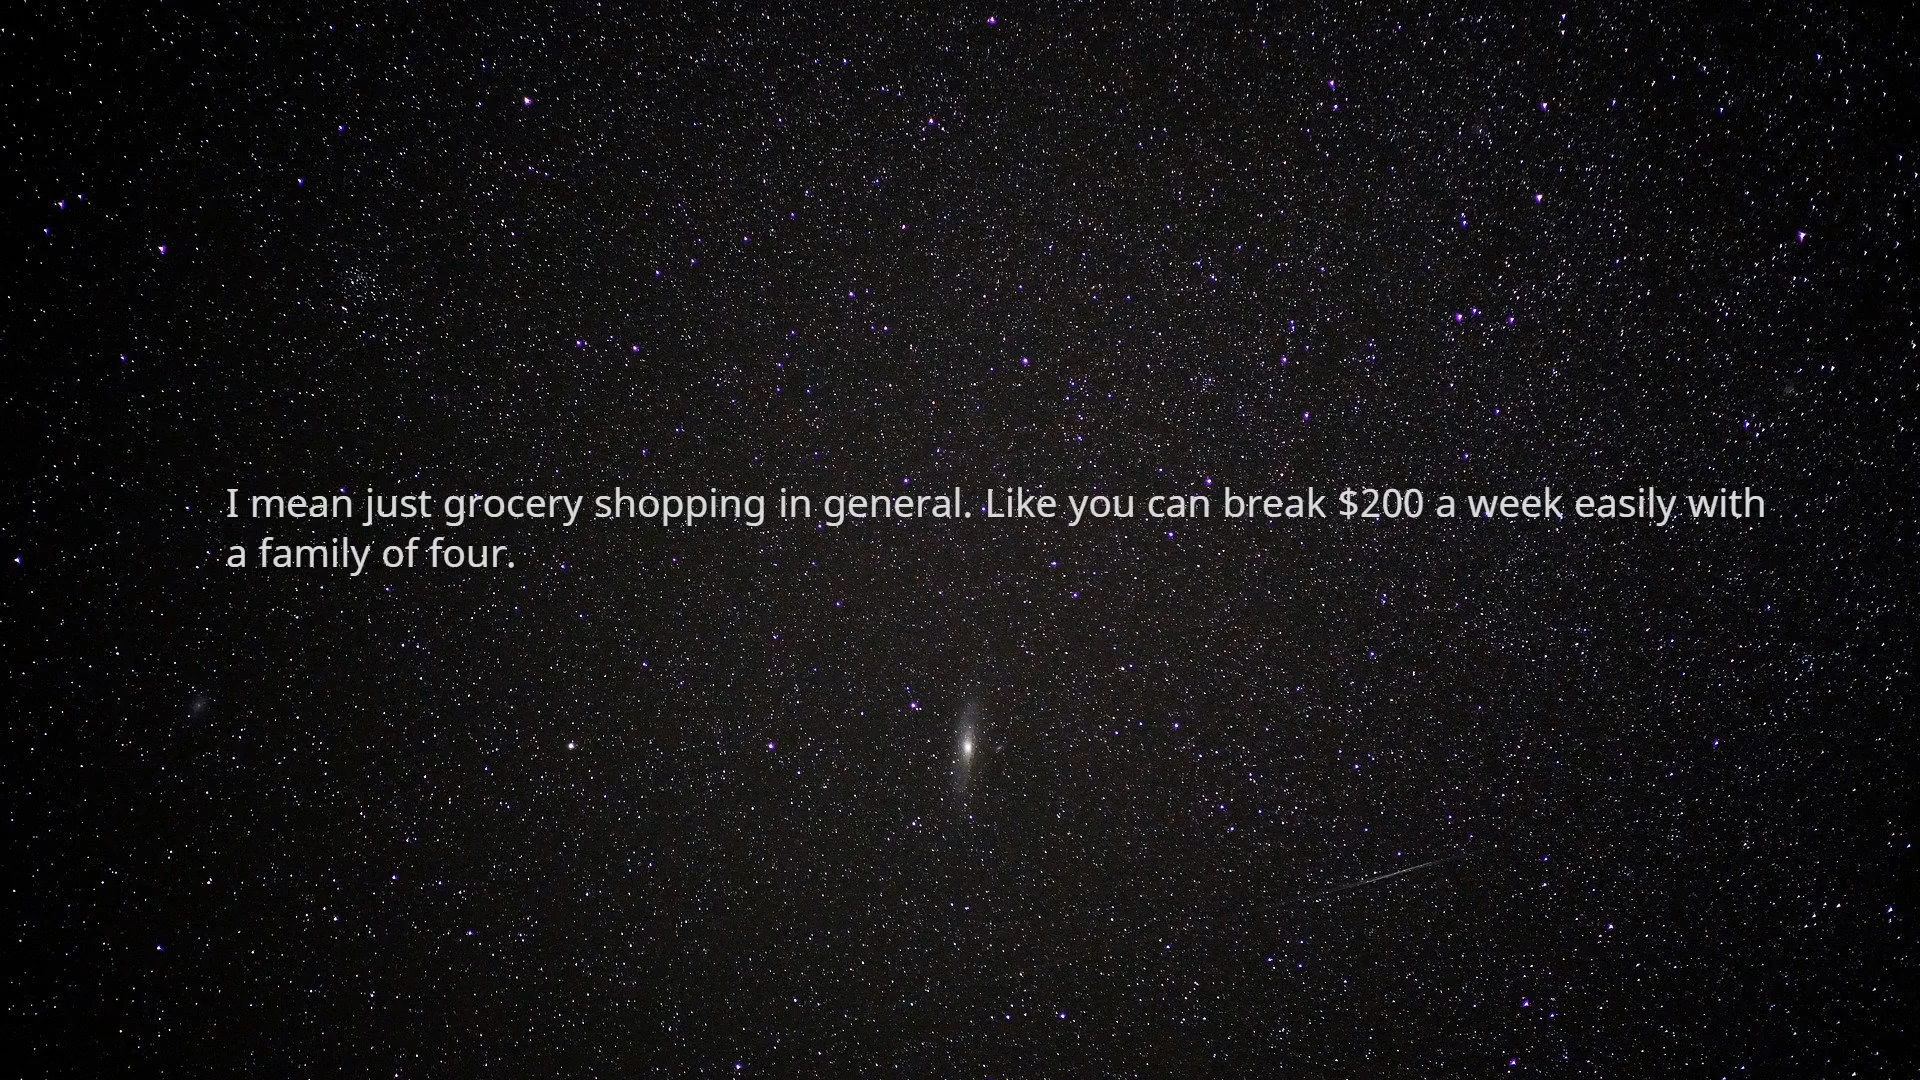 I mean just grocery shopping in general. Like you can break $200 a week easily with
a family of four.